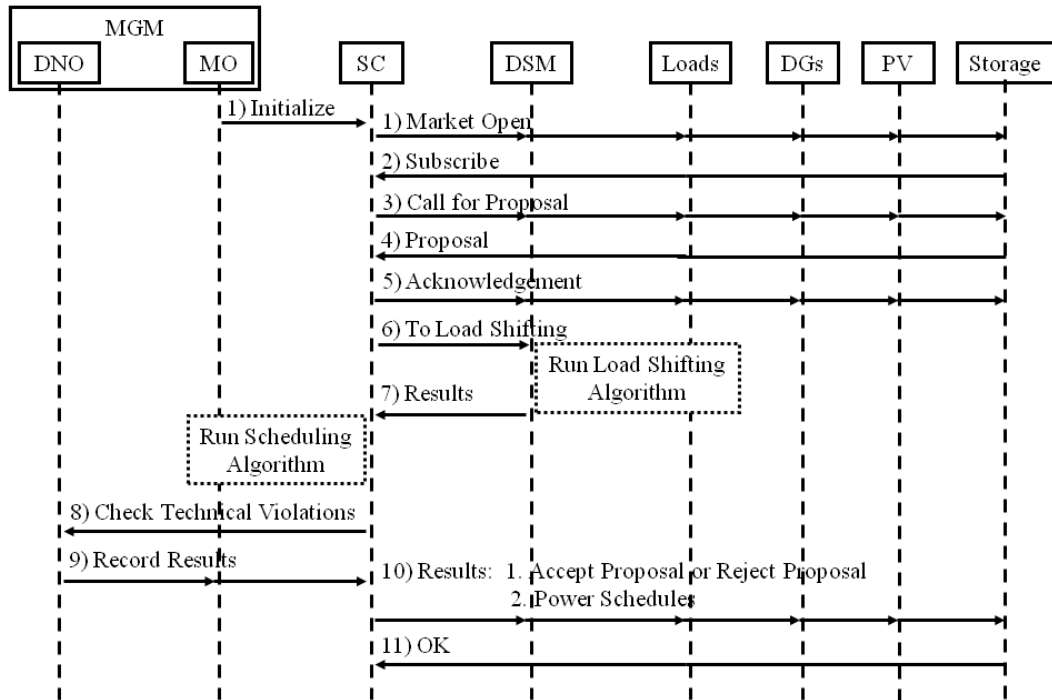 MGM
DNO
MO
SC
DSM
Loads
DGs
PV
Storage
1) Initialize
1) Market Open
2) Subscribe
3) Call for Proposal
4) Proposal
5) Acknowledgement
6) To Load Shifting
Run Load Shifting
Algorithm
7) Results
Run Scheduling
Algorithm
8) Check Technical Violations
9) Record Results
10) Results: 1. Accept Proposal or Reject Proposal
2. Power Schedules
11) OK